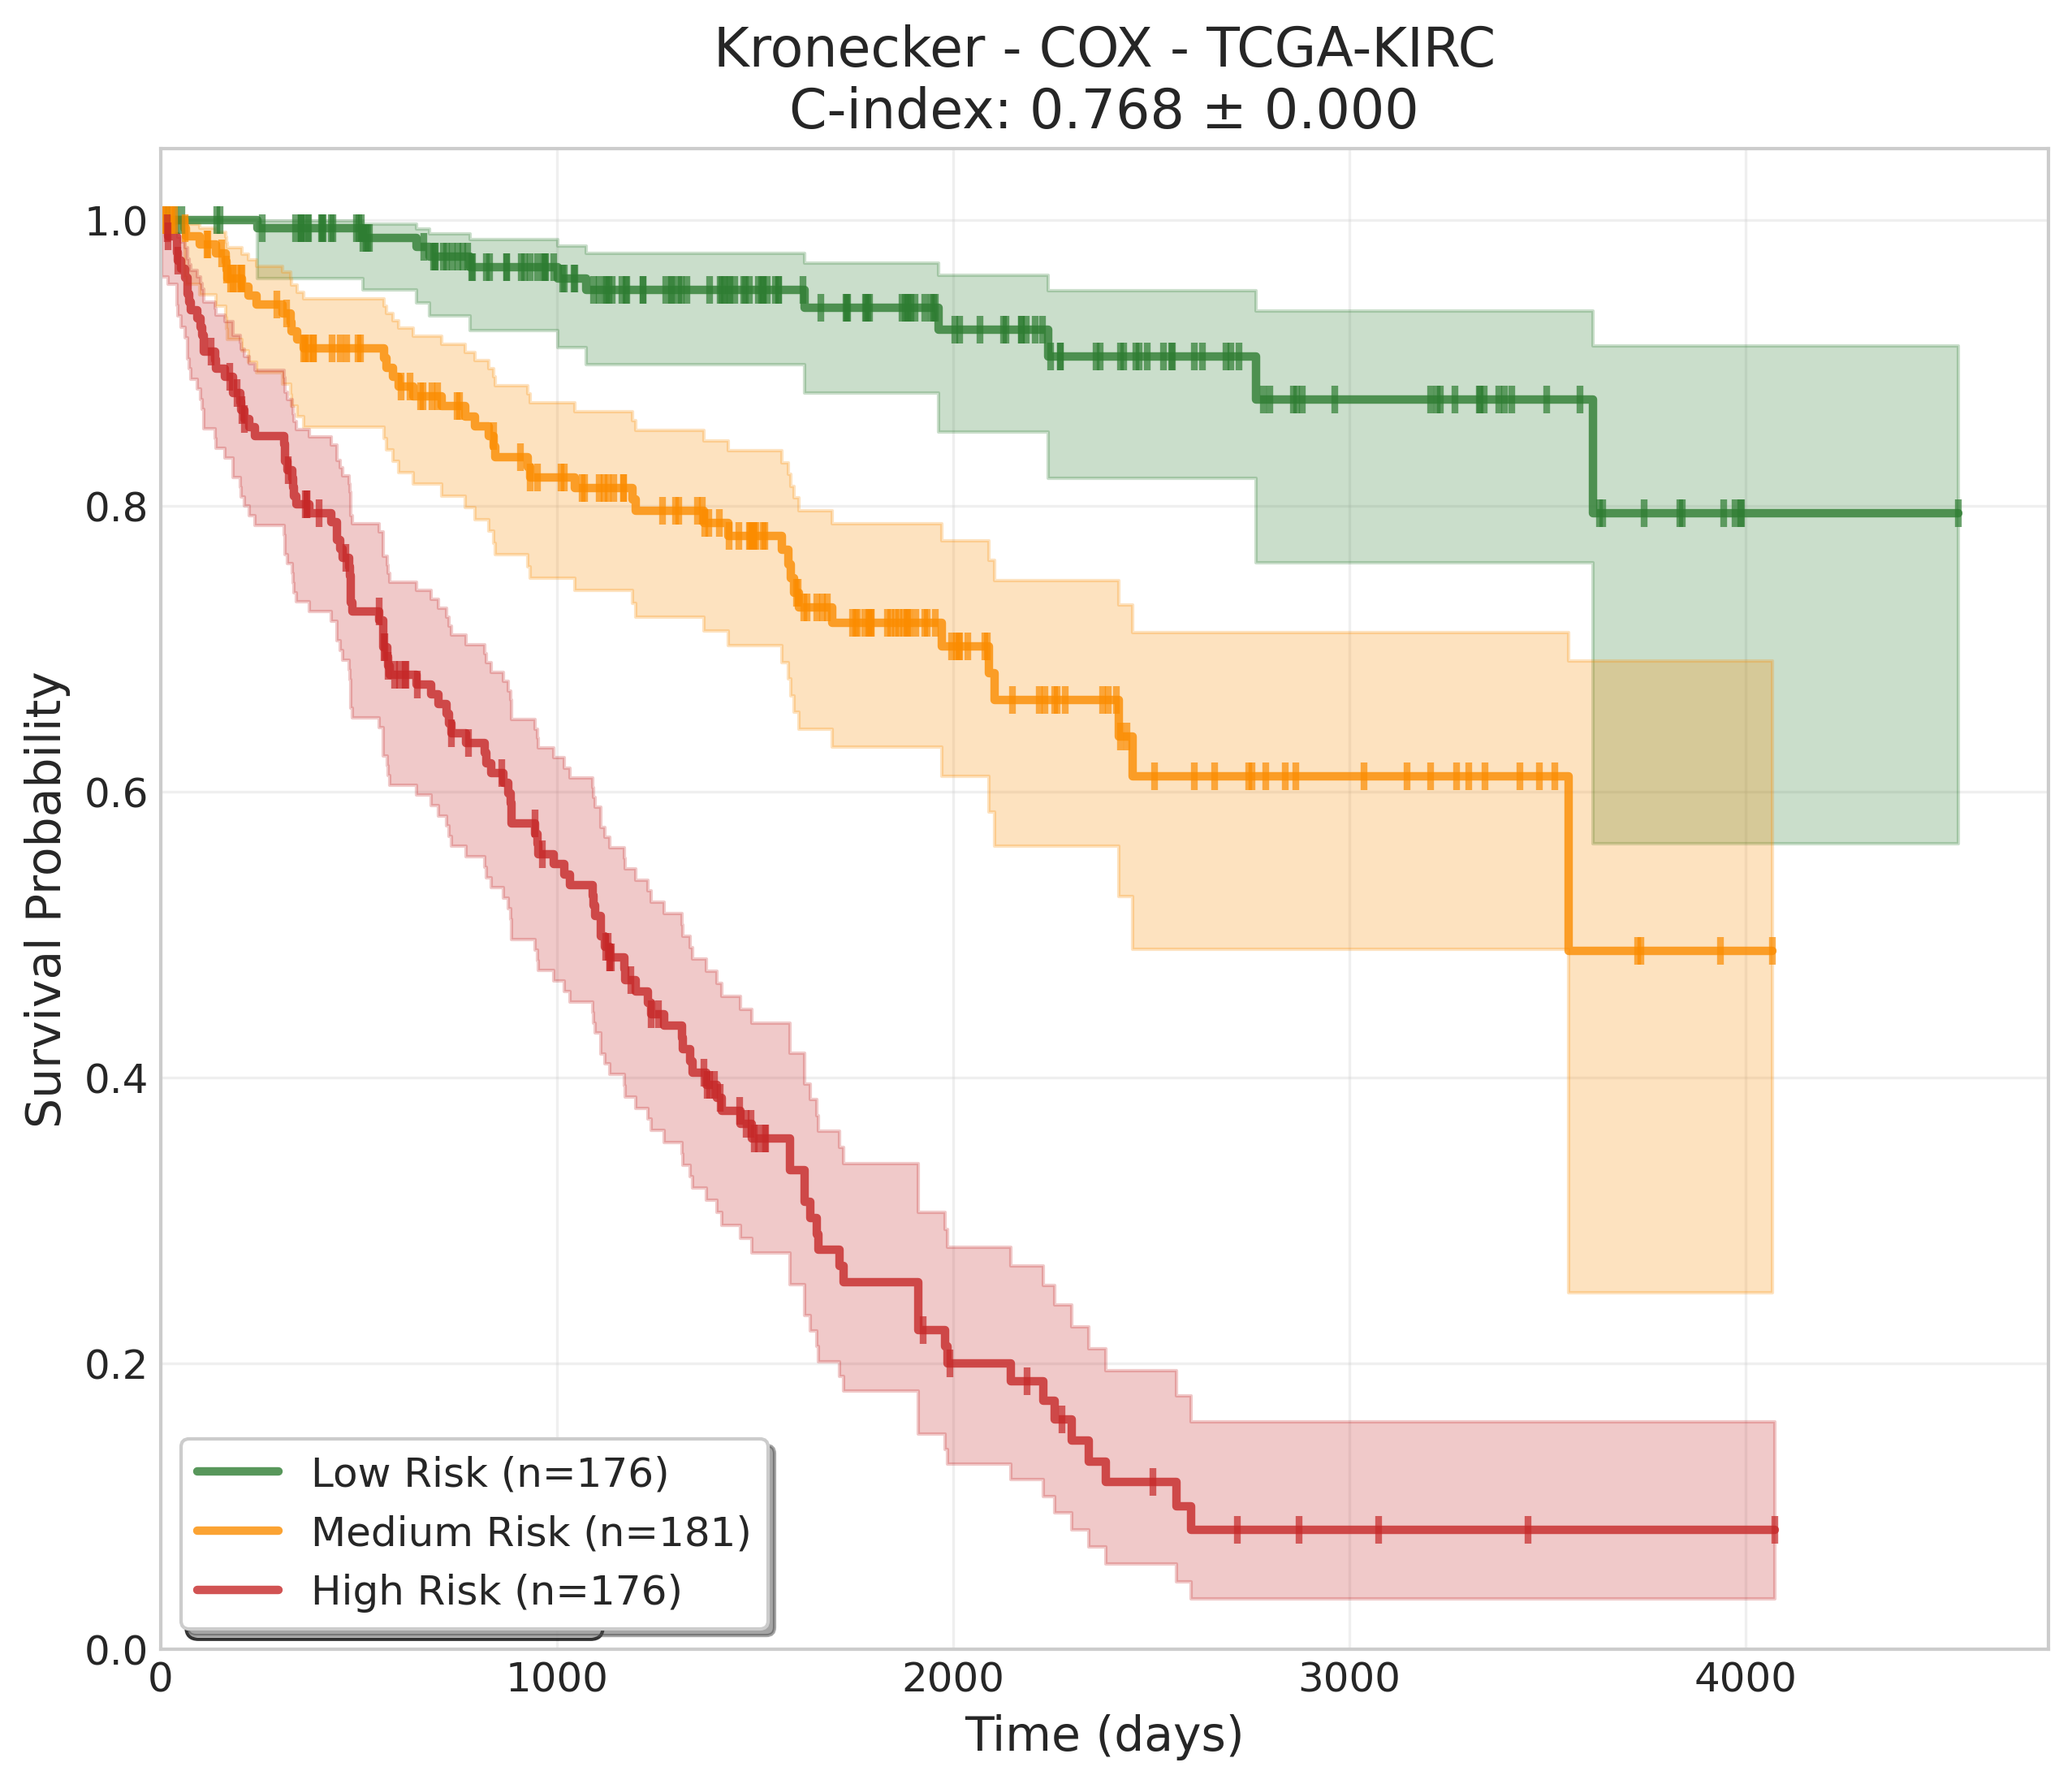 Kronecker - COX - TCGA-KIRC
C-index: 0.768 ± 0.000
Survival Probability
1.0
0.8
0.6
0.4
0.2
0.0
Low Risk (n=176)
Medium Risk (n=181)
High Risk (n=176)
0 1000 2000 3000 4000
Time (days)